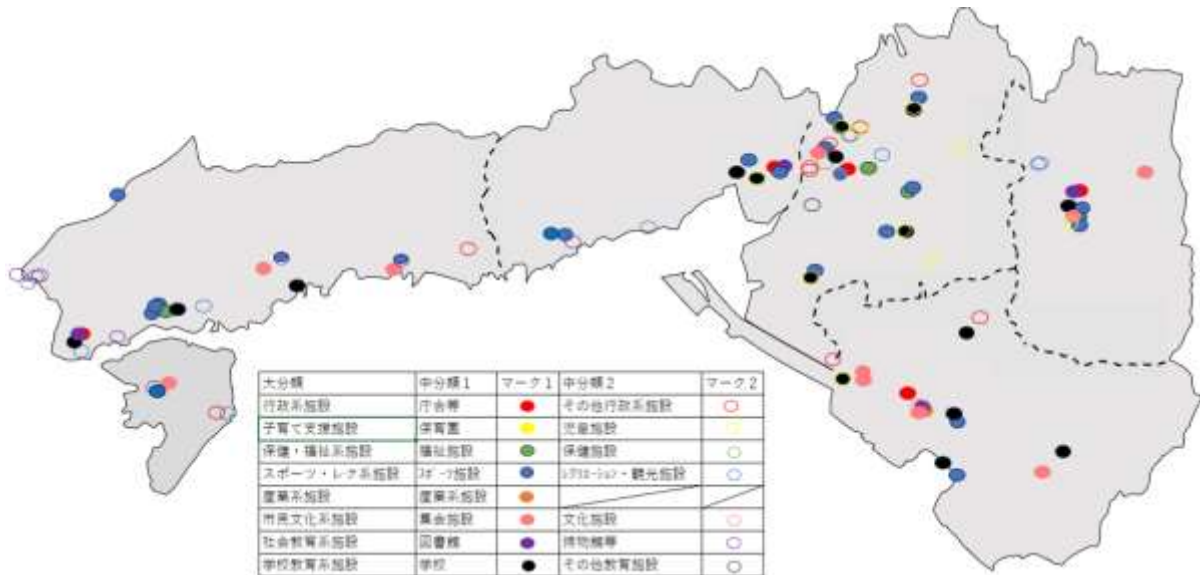 大分類 中分類1 マーク1 中分類2 マーク2
行政系施設 庁舎等 その他行政系施設
子育て支援施設 保育園 児童施設
保健・福祉系施設 福祉施設 保健施設
スポーツ・レク系施設 スポーツ施設 レクリエーション・観光施設
産業系施設 産業系施設
市民文化系施設 集会施設 文化施設
社会教育系施設 図書館 博物館等
学校教育系施設 学校 その他教育施設